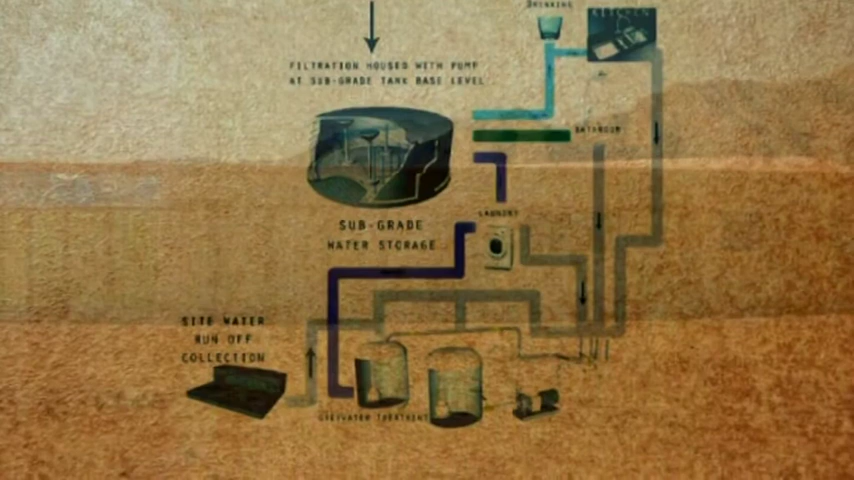 DRINKING
KITCHEN
FILTRATION HOUSED WITH PUMP
AT SUB-GRADE TANK BASE LEVEL
BATHROOM
LAUNDRY
SUB-GRADE
WATER STORAGE
SITE WATER
RUN OFF
COLLECTION
GREYWATER TREATMENT